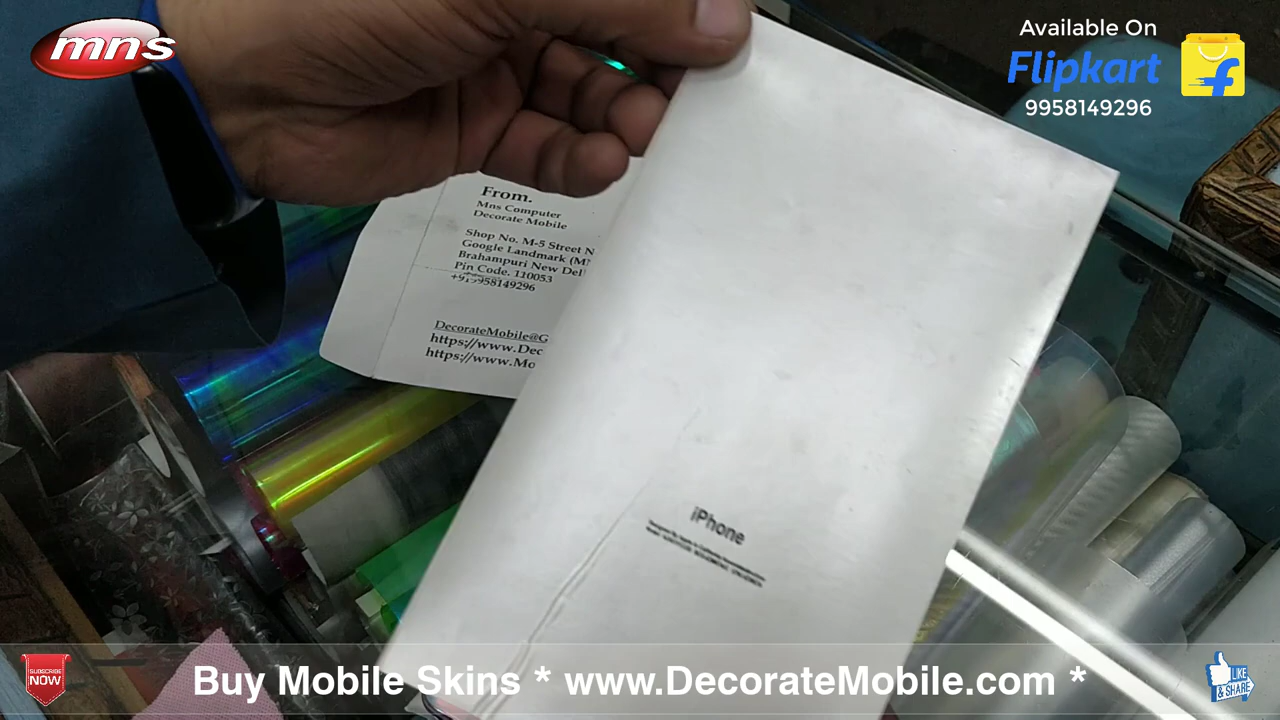 mns
Available On
Flipkart
9958149296
From.
Mns Computer
Decorate Mobile
Shop No. M-5 Street N
Google Landmark (M
Brahampuri New Del
Pin Code. 110053
+919958149296
DecorateMobile@G
https://www.Dec
https://www.Mo
iPhone
SUBSCRIBE
NOW
Buy Mobile Skins * www.DecorateMobile.com *
LIKE
& SHARE